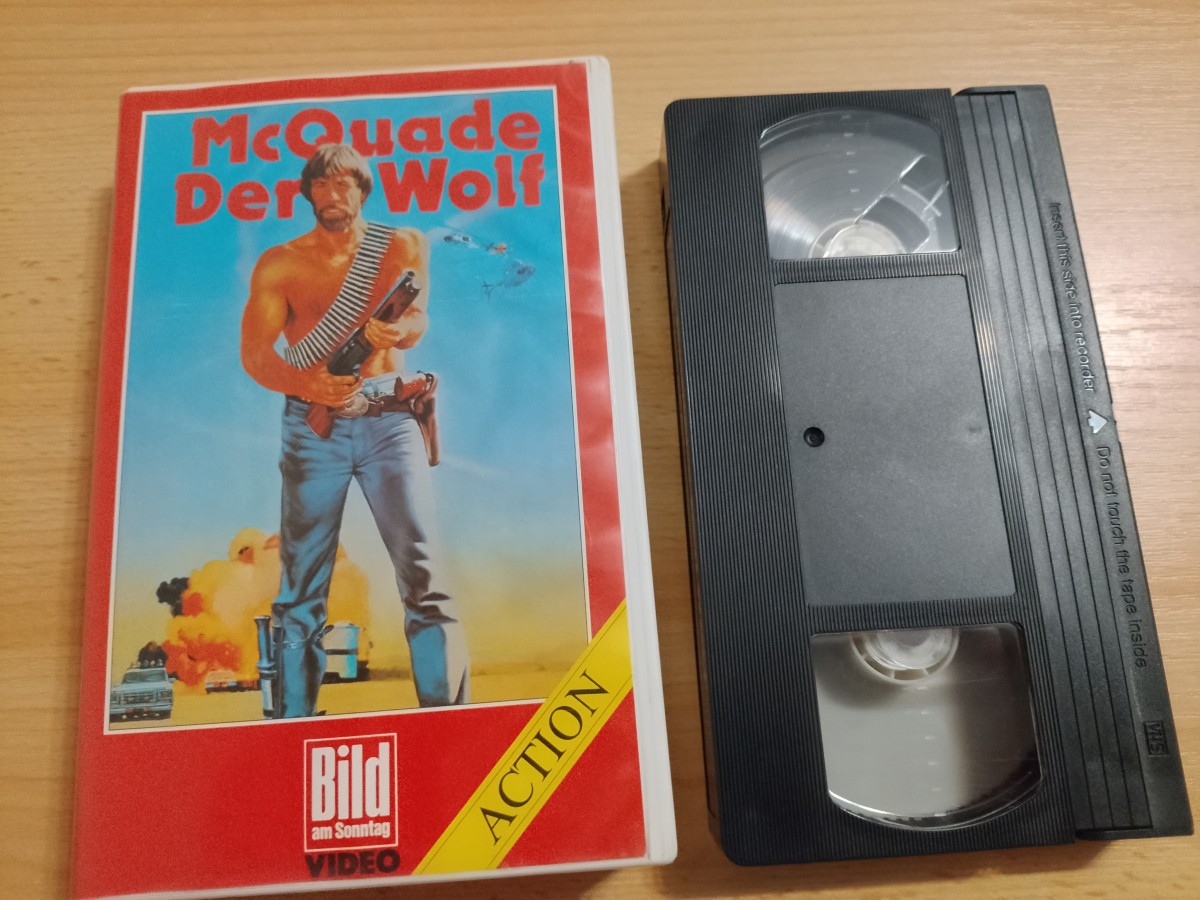 McQuade
Der Wolf
Bild
am Sonntag
VIDEO
ACTION
Insert this side into recorder
Do not touch the tape inside
VHS